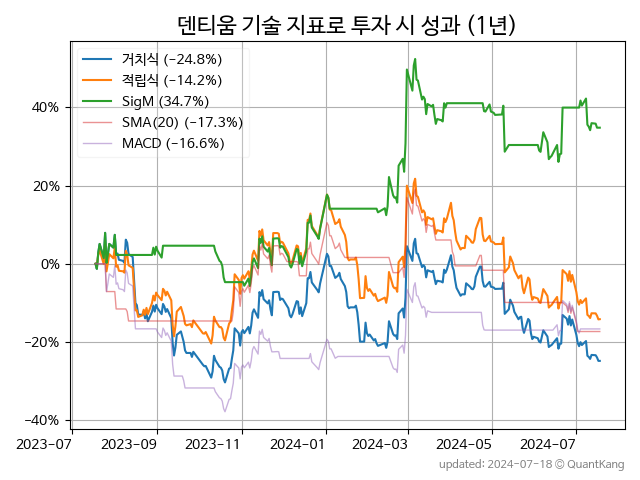 덴티움 기술 지표로 투자 시 성과 (1년)
거치식 (−24.8%)
적립식 (−14.2%)
SigM (34.7%)
SMA(20) (−17.3%)
MACD (−16.6%)
40%
20%
0%
−20%
−40%
2023-07 2023-09 2023-11 2024-01 2024-03 2024-05 2024-07
updated: 2024-07-18 © QuantKang